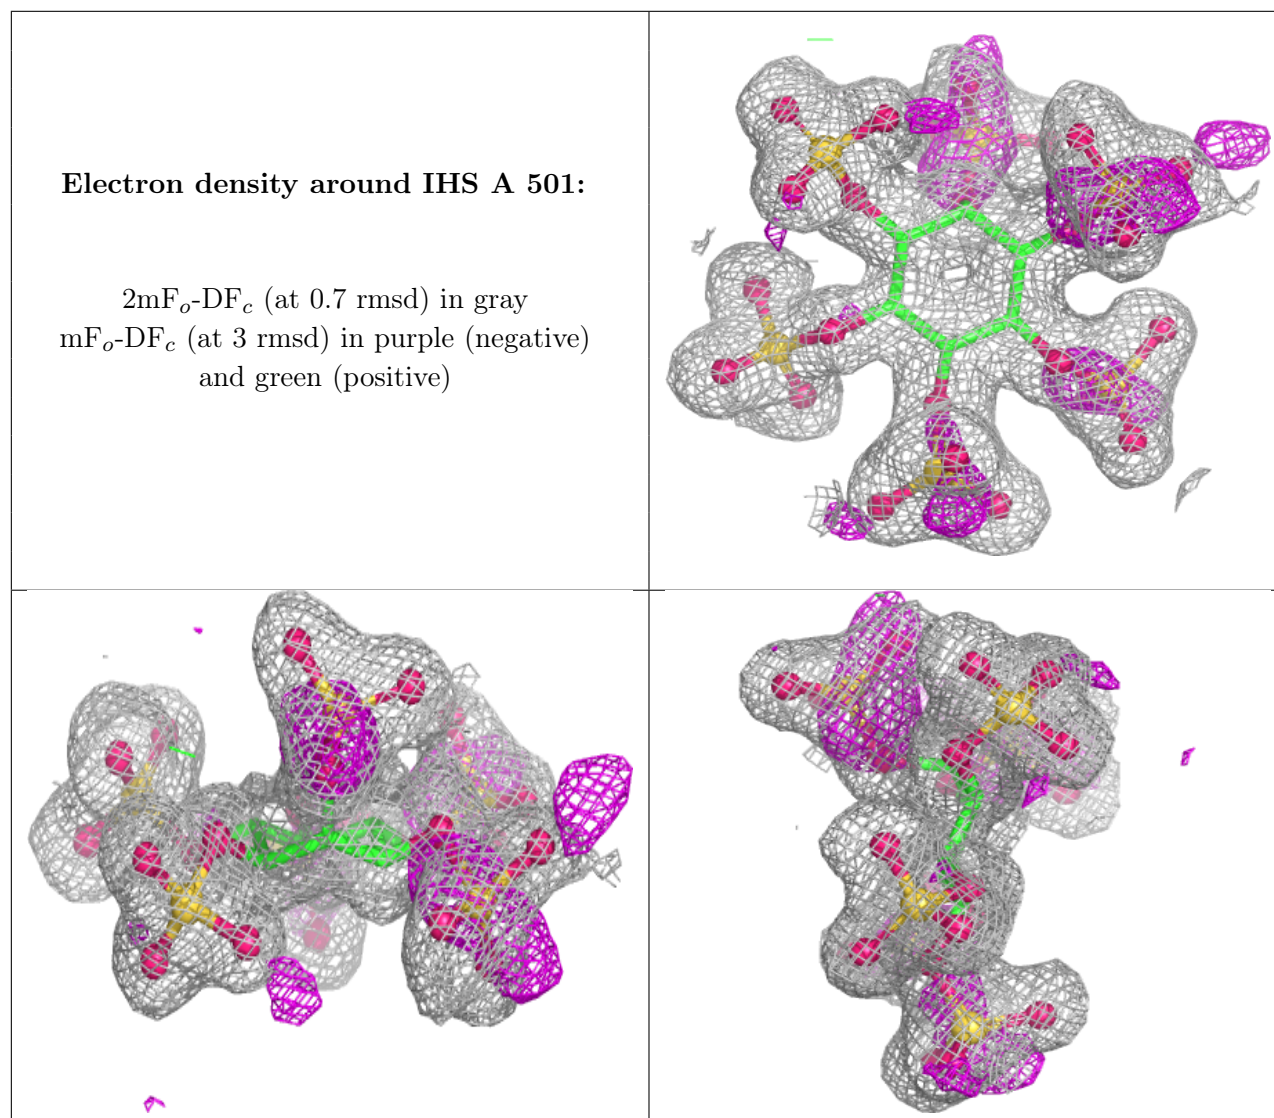 Electron density around IHS A 501:
2mFₒ-DF𝒸 (at 0.7 rmsd) in gray
mFₒ-DF𝒸 (at 3 rmsd) in purple (negative)
and green (positive)